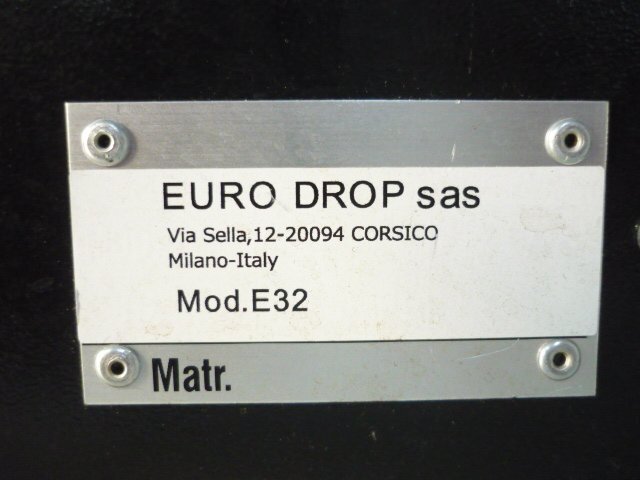 EURO DROP sas
Via Sella,12-20094 CORSICO
Milano-Italy
Mod.E32
Matr.